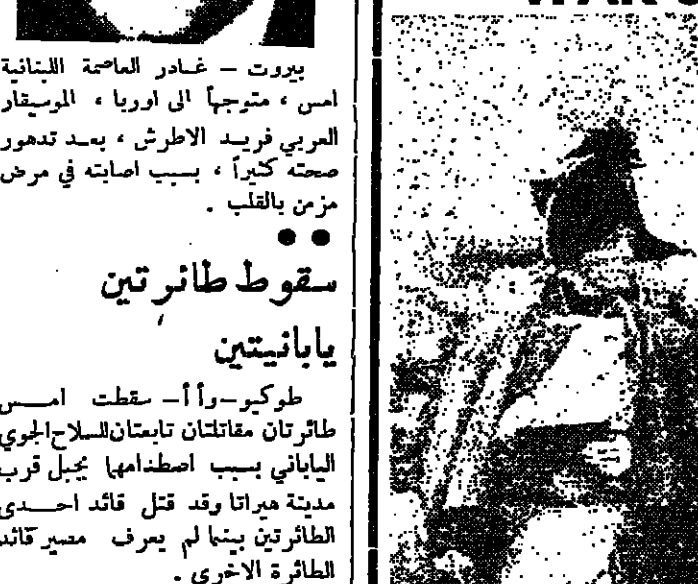 بيروت — غادر العاصمة اللبنانية
امس ، متوجهاً الى اوربا ، الموسيقار
العربي فريد الاطرش ، بعد تدهور
صحته كثيراً ، بسبب اصابته في مرض
مزمن بالقلب .
سقوط طائرتين
يابانيتين
طوكيو—وأأ— سقطت امس
طائرتان مقاتلتان تابعتان للسلاح الجوي
الياباني بسبب اصطدامهما بجبل قرب
مدينة هيراتا وقد قتل قائد احدى
الطائرتين بينما لم يعرف مصير قائد
الطائرة الاخرى .